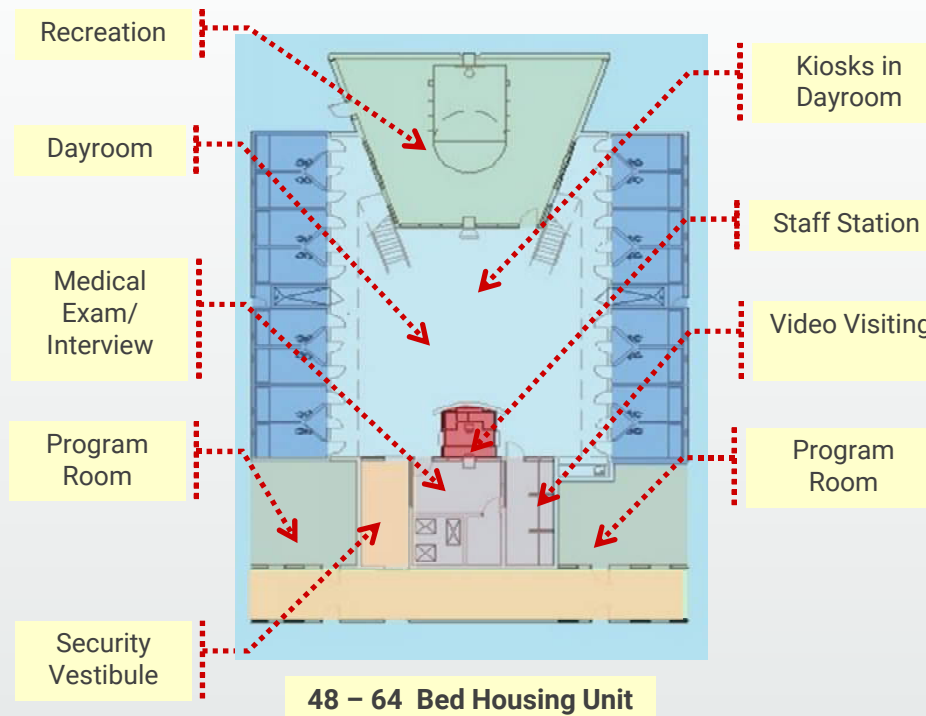 Recreation
Dayroom
Medical
Exam/
Interview
Program
Room
Security
Vestibule
Kiosks in
Dayroom
Staff Station
Video Visiting
Program
Room
48 – 64 Bed Housing Unit